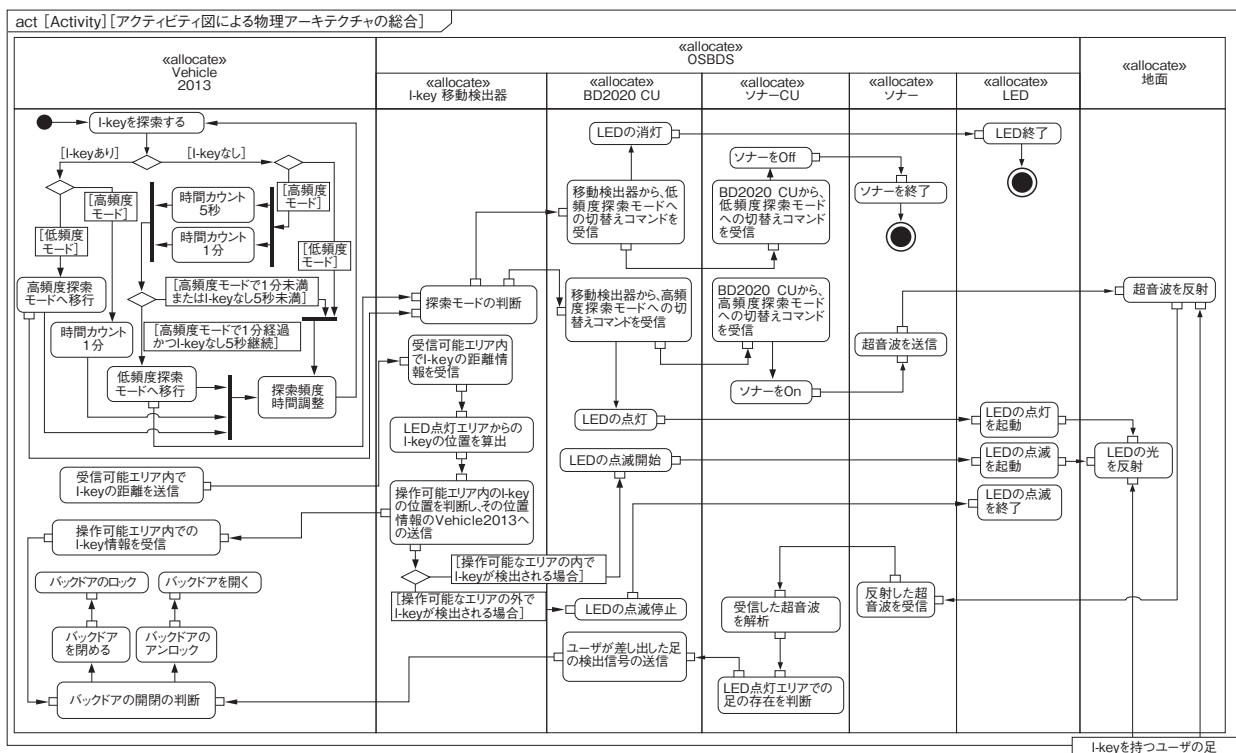 act [Activity] [アクティビティ図による物理アーキテクチャの総合]
«allocate»
Vehicle
2013
«allocate»
OSBDS
«allocate»
地面
«allocate»
I-key 移動検出器
«allocate»
BD2020 CU
«allocate»
ソナーCU
«allocate»
ソナー
«allocate»
LED
I-keyを探索する
[I-keyあり]
[I-keyなし]
[高頻度
モード]
[低頻度
モード]
時間カウント
5秒
時間カウント
1分
[高頻度
モード]
[低頻度
モード]
高頻度探索
モードへ移行
[高頻度モードで1分未満
またはI-keyなし5秒未満]
時間カウント
1分
[高頻度モードで1分経過
かつI-keyなし5秒継続]
低頻度探索
モードへ移行
探索頻度
時間調整
受信可能エリア内で
I-keyの距離を送信
操作可能エリア内での
I-key情報を受信
バックドアのロック
バックドアを開く
バックドア
を閉める
バックドアの
アンロック
バックドアの開閉の判断
探索モードの判断
受信可能エリア内
でI-keyの距離情
報を受信
LED点灯エリアからの
I-keyの位置を算出
操作可能エリア内のI-key
の位置を判断し、その位置
情報のVehicle2013へ
の送信
[操作可能なエリアの内で
I-keyが検出される場合]
[操作可能なエリアの外で
I-keyが検出される場合]
LEDの消灯
移動検出器から、低
頻度探索モードへ
の切替えコマンドを
受信
移動検出器から、高頻
度探索モードへの切
替えコマンドを受信
LEDの点灯
LEDの点滅開始
LEDの点滅停止
ユーザが差し出した足
の検出信号の送信
ソナーをOff
BD2020 CUから、
低頻度探索モード
への切替えコマンド
を受信
BD2020 CUから、
高頻度探索モード
への切替えコマンド
を受信
ソナーをOn
受信した超音波
を解析
LED点灯エリアでの
足の存在を判断
ソナーを終了
超音波を送信
反射した超
音波を受信
LED終了
LEDの点灯
を起動
LEDの点滅
を起動
LEDの点滅
を終了
超音波を反射
LEDの光
を反射
I-keyを持つユーザの足